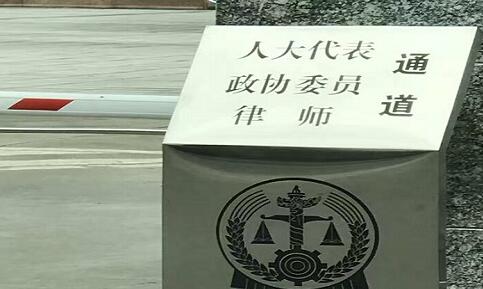 人大代表
政协委员
律 师
通道